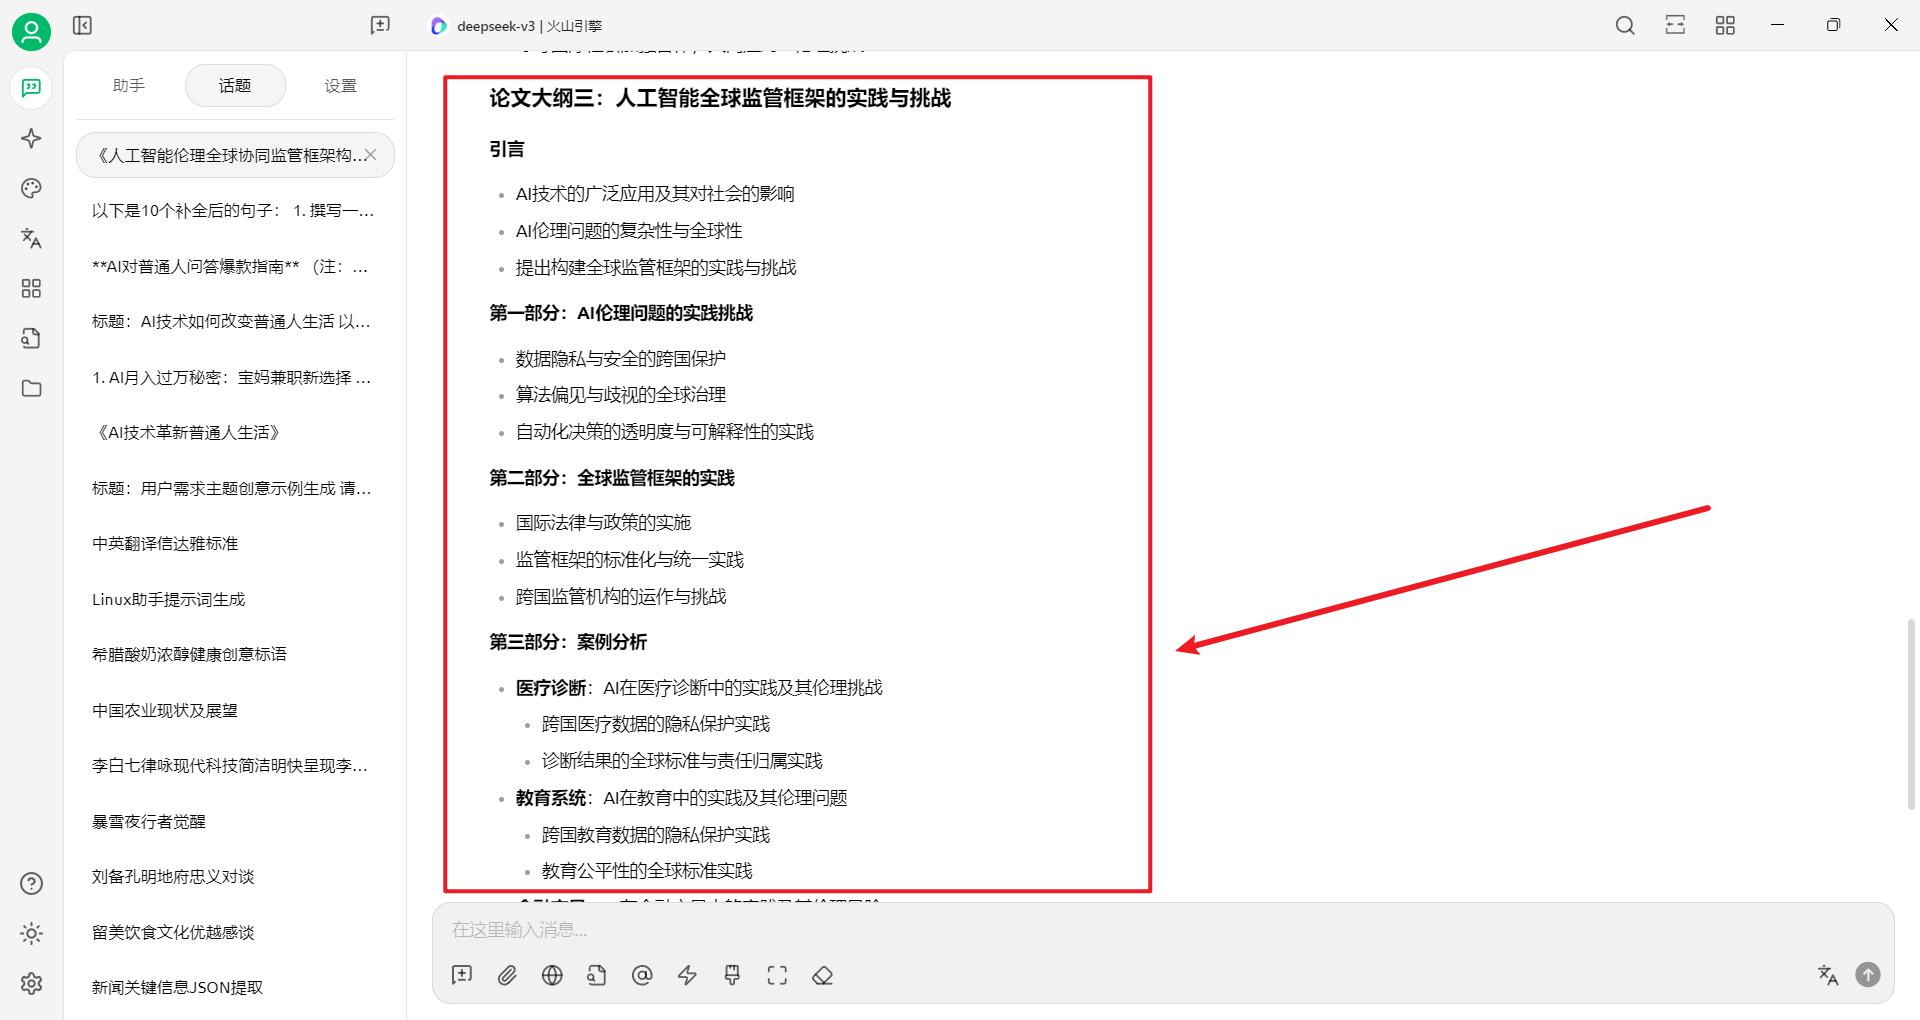 deepseek-v3 | 火山引擎
助手
话题
设置
《人工智能伦理全球协同监管框架构...
以下是10个补全后的句子： 1. 撰写一...
**AI对普通人问答爆款指南** （注：...
标题：AI技术如何改变普通人生活 以...
1. AI月入过万秘密：宝妈兼职新选择 ...
《AI技术革新普通人生活》
标题：用户需求主题创意示例生成 请...
中英翻译信达雅标准
Linux助手提示词生成
希腊酸奶浓醇健康创意标语
中国农业现状及展望
李白七律咏现代科技简洁明快呈现李...
暴雪夜行者觉醒
刘备孔明地府忠义对谈
留美饮食文化优越感谈
新闻关键信息JSON提取
论文大纲三：人工智能全球监管框架的实践与挑战
引言
AI技术的广泛应用及其对社会的影响
AI伦理问题的复杂性与全球性
提出构建全球监管框架的实践与挑战
第一部分：AI伦理问题的实践挑战
数据隐私与安全的跨国保护
算法偏见与歧视的全球治理
自动化决策的透明度与可解释性的实践
第二部分：全球监管框架的实践
国际法律与政策的实施
监管框架的标准化与统一实践
跨国监管机构的运作与挑战
第三部分：案例分析
医疗诊断：AI在医疗诊断中的实践及其伦理挑战
跨国医疗数据的隐私保护实践
诊断结果的全球标准与责任归属实践
教育系统：AI在教育中的实践及其伦理问题
跨国教育数据的隐私保护实践
教育公平性的全球标准实践
在这里输入消息...